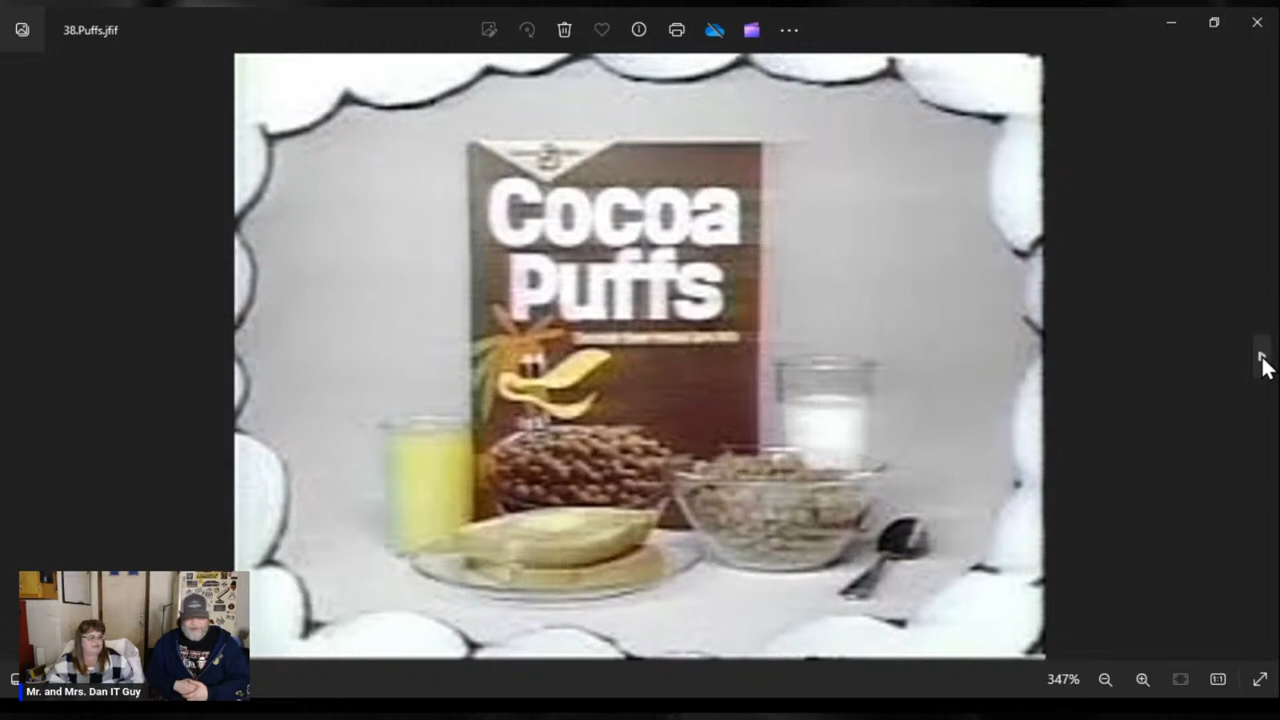 38.Puffs.jfif
Cocoa
Puffs
Mr. and Mrs. Dan IT Guy
347%